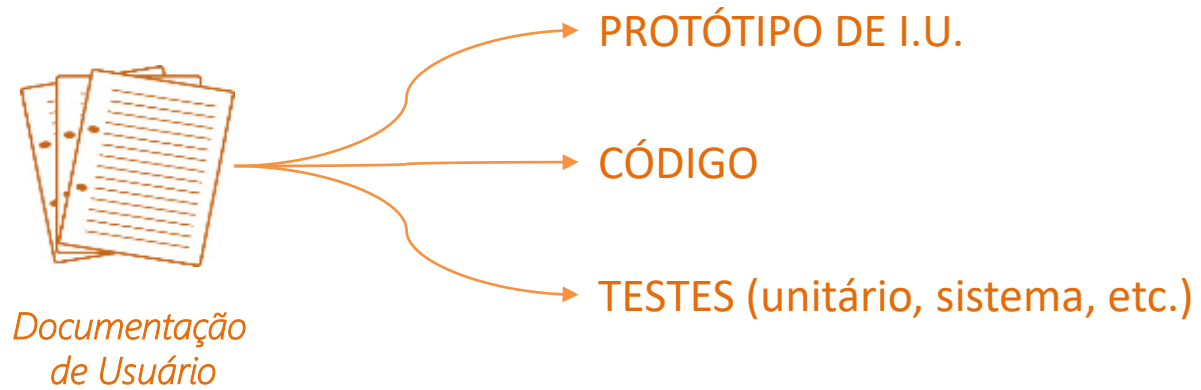 PROTÓTIPO DE I.U.
CÓDIGO
TESTES (unitário, sistema, etc.)
Documentação
de Usuário